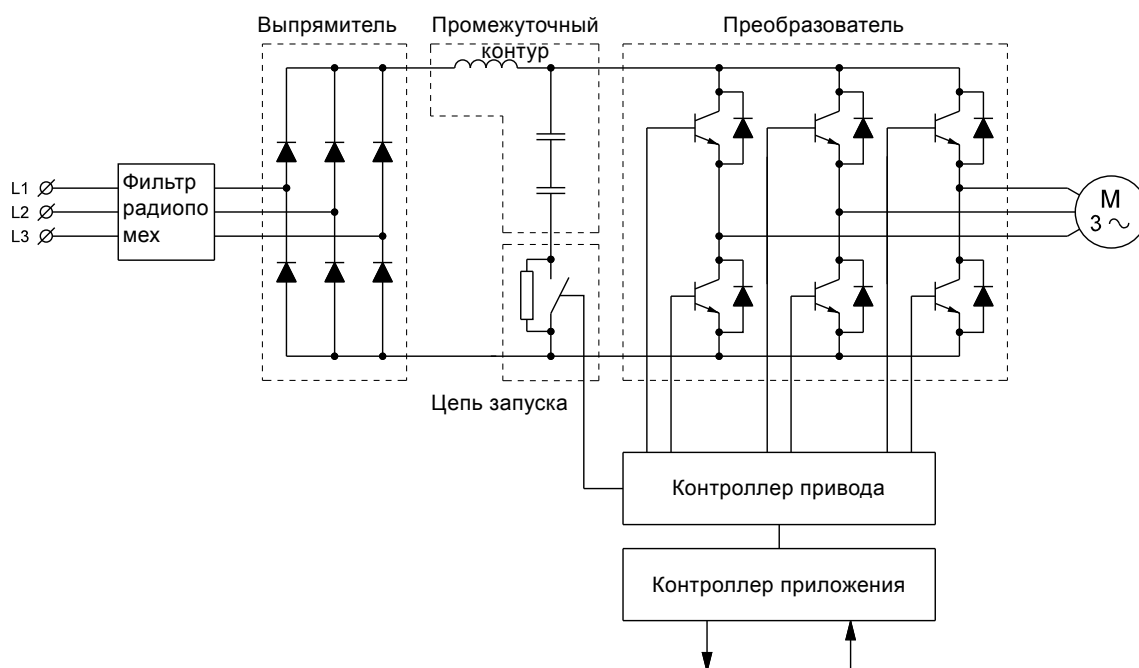 Выпрямитель
Промежуточный
контур
Преобразователь
L1
L2
L3
Фильтр
радиопо
мех
M
3
Цепь запуска
Контроллер привода
Контроллер приложения